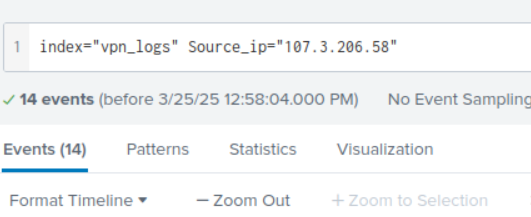 1 index="vpn_logs" Source_ip="107.3.206.58"
✓ 14 events (before 3/25/25 12:58:04.000 PM) No Event Sampling
Events (14) Patterns Statistics Visualization
Format Timeline ▾ — Zoom Out + Zoom to Selection